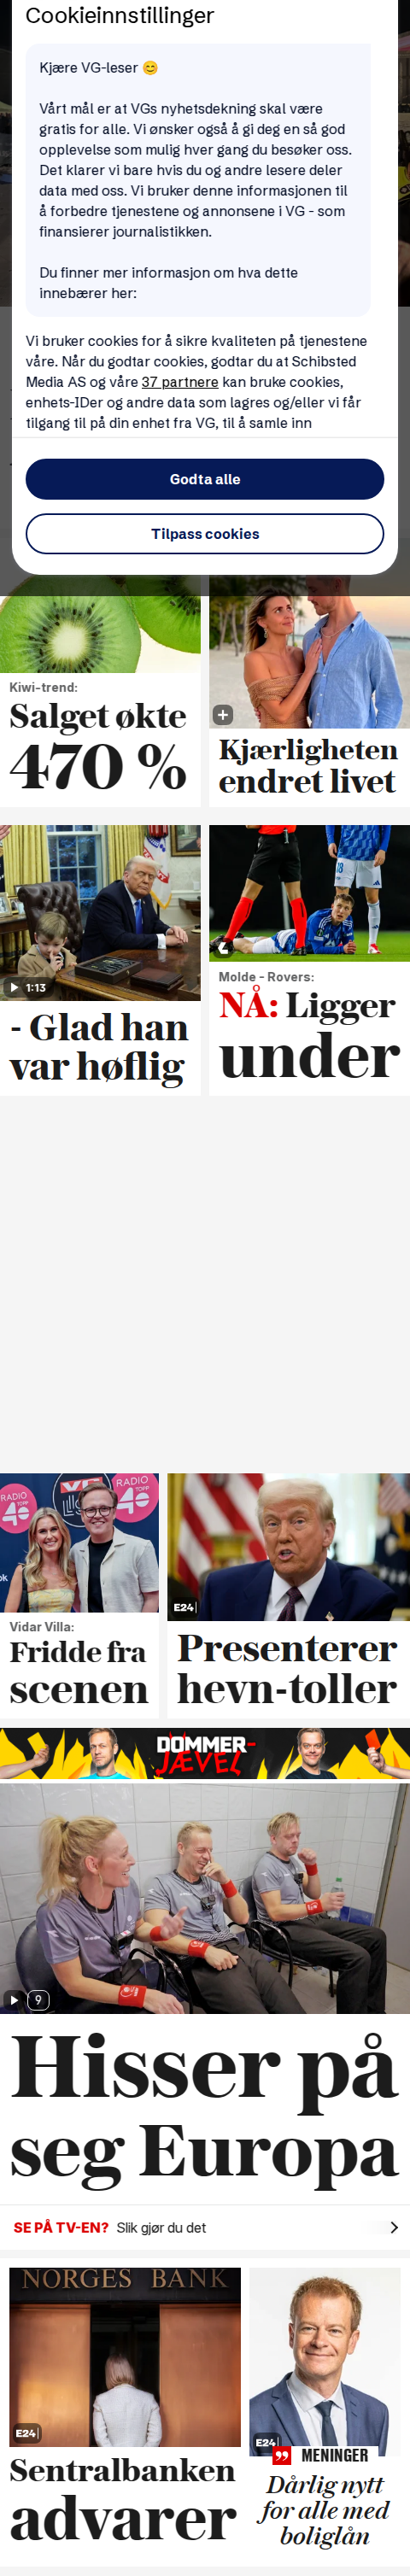 Cookieinnstillinger
Kjære VG-leser 😊
Vårt mål er at VGs nyhetsdekning skal være
gratis for alle. Vi ønsker også å gi deg en så god
opplevelse som mulig hver gang du besøker oss.
Det klarer vi bare hvis du og andre lesere deler
data med oss. Vi bruker denne informasjonen til
å forbedre tjenestene og annonsene i VG - som
finansierer journalistikken.
Du finner mer informasjon om hva dette
innebærer her:
Vi bruker cookies for å sikre kvaliteten på tjenestene
våre. Når du godtar cookies, godtar du at Schibsted
Media AS og våre 37 partnere kan bruke cookies,
enhets-IDer og andre data som lagres og/eller vi får
tilgang til på din enhet fra VG, til å samle inn
Godta alle
Tilpass cookies
Kiwi-trend:
Salget økte
470 %
Kjærligheten
endret livet
1:13
- Glad han
var høflig
Molde - Rovers:
NÅ: Ligger
under
RADIO
TOPP
40
RADIO
TOPP
40
VG
Vidar Villa:
Fridde fra
scenen
E24
Presenterer
hevn-toller
DOMMER-
JÆVEL
9
Hisser på
seg Europa
SE PÅ TV-EN? Slik gjør du det
NORGES BANK
E24
Sentralbanken
advarer
E24
MENINGER
Dårlig nytt
for alle med
boliglån